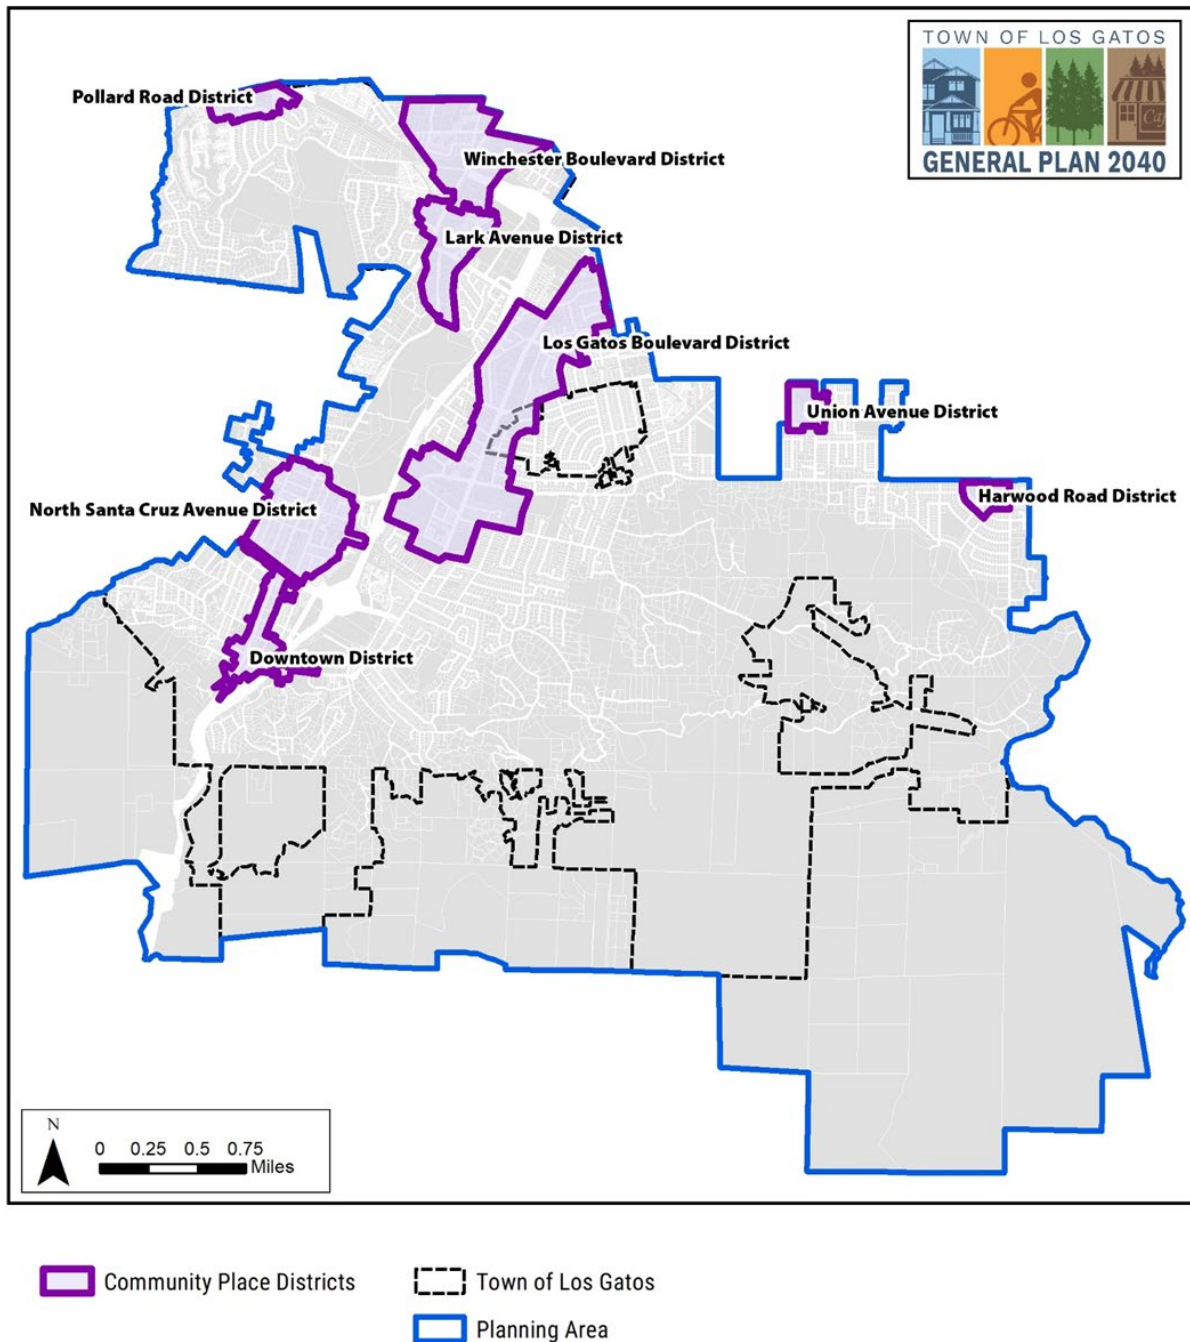 TOWN OF LOS GATOS
Caf
GENERAL PLAN 2040
Pollard Road District
Winchester Boulevard District
Lark Avenue District
Los Gatos Boulevard District
Union Avenue District
Harwood Road District
North Santa Cruz Avenue District
Downtown District
N
0 0.25 0.5 0.75
Miles
Community Place Districts
Town of Los Gatos
Planning Area